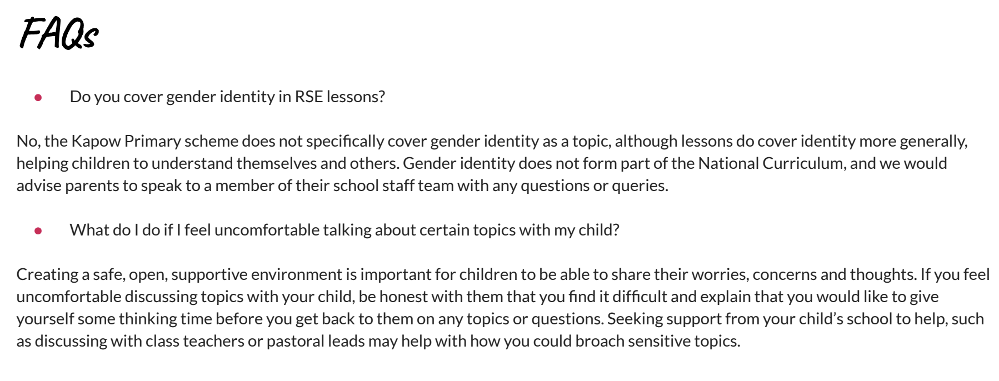 FAQs
• Do you cover gender identity in RSE lessons?
No, the Kapow Primary scheme does not specifically cover gender identity as a topic, although lessons do cover identity more generally,
helping children to understand themselves and others. Gender identity does not form part of the National Curriculum, and we would
advise parents to speak to a member of their school staff team with any questions or queries.
• What do I do if I feel uncomfortable talking about certain topics with my child?
Creating a safe, open, supportive environment is important for children to be able to share their worries, concerns and thoughts. If you feel
uncomfortable discussing topics with your child, be honest with them that you find it difficult and explain that you would like to give
yourself some thinking time before you get back to them on any topics or questions. Seeking support from your child’s school to help, such
as discussing with class teachers or pastoral leads may help with how you could broach sensitive topics.